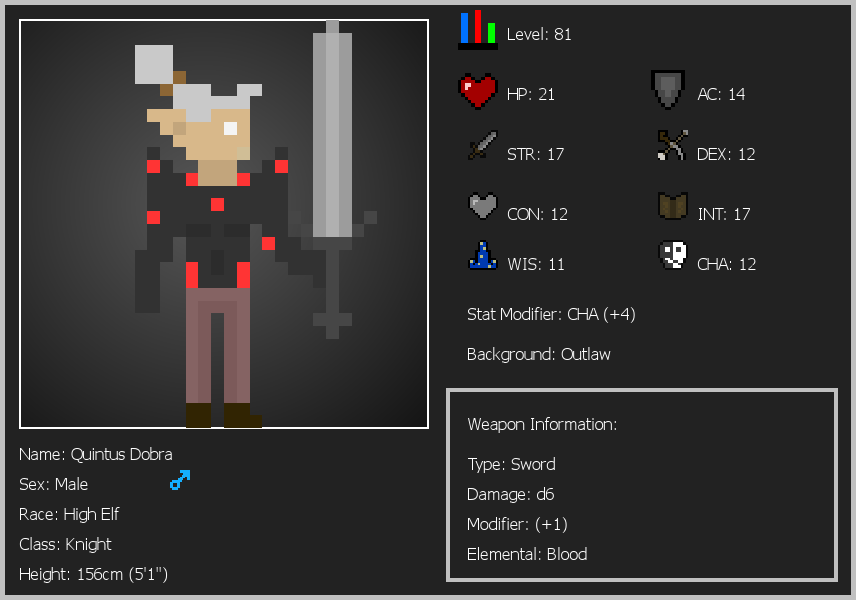 Level: 81
HP: 21
AC: 14
STR: 17
DEX: 12
CON: 12
INT: 17
WIS: 11
CHA: 12
Stat Modifier: CHA (+4)
Background: Outlaw
Weapon Information:
Type: Sword
Damage: d6
Modifier: (+1)
Elemental: Blood
Name: Quintus Dobra
Sex: Male
Race: High Elf
Class: Knight
Height: 156cm (5'1")